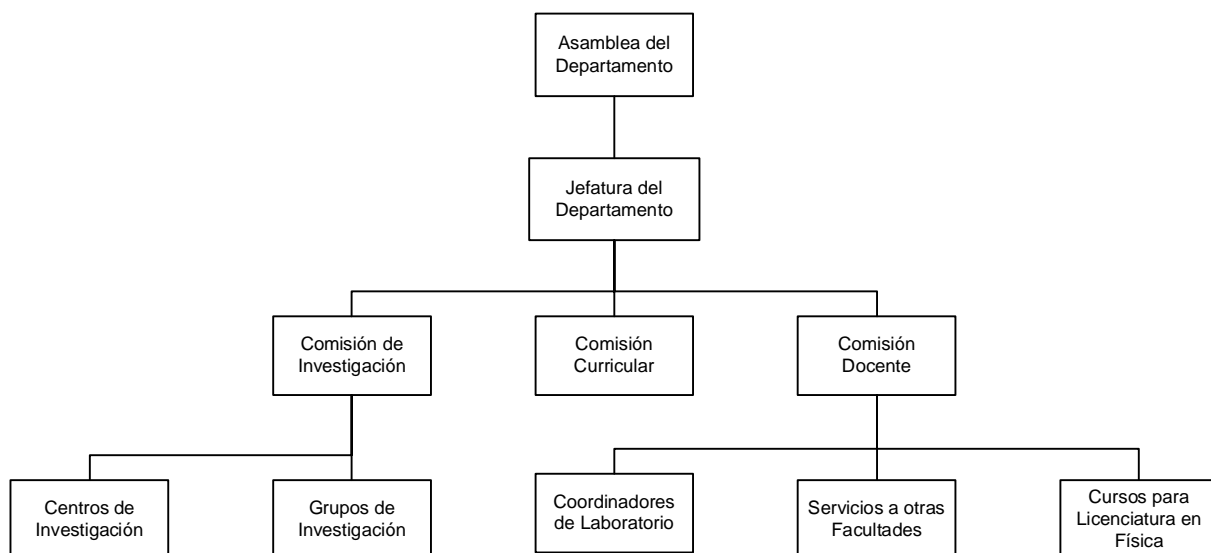 Asamblea del
Departamento
Jefatura del
Departamento
Comisión de
Investigación
Comisión
Curricular
Comisión
Docente
Centros de
Investigación
Grupos de
Investigación
Coordinadores
de Laboratorio
Servicios a otras
Facultades
Cursos para
Licenciatura en
Física